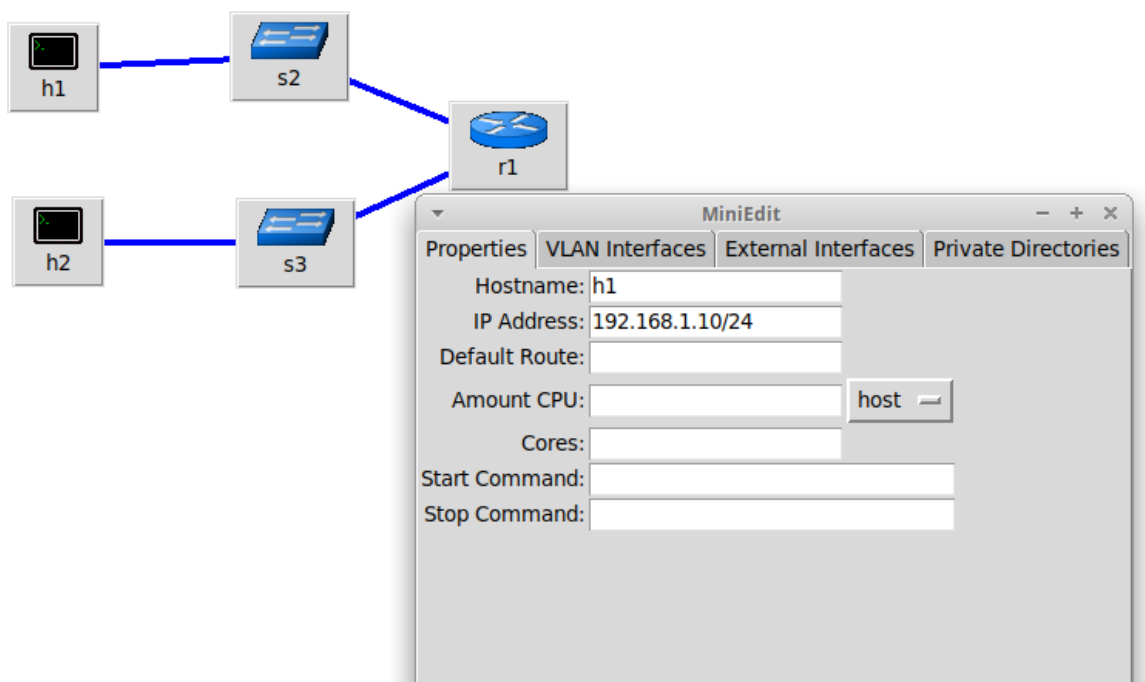 h1
s2
r1
h2
s3
MiniEdit
Properties VLAN Interfaces External Interfaces Private Directories
Hostname: h1
IP Address: 192.168.1.10/24
Default Route:
Amount CPU: host
Cores:
Start Command:
Stop Command: